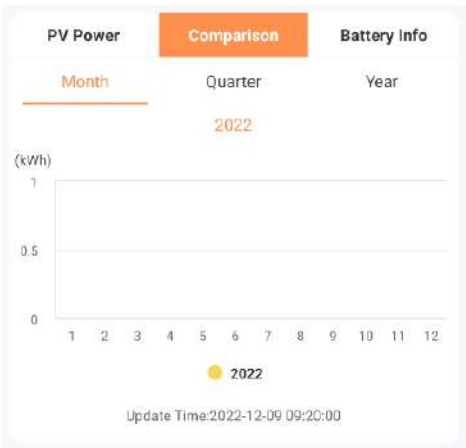 PV Power Comparison Battery Info
Month Quarter Year
2022
(kWh)
1
0.5
0
1 2 3 4 5 6 7 8 9 10 11 12
2022
Update Time:2022-12-09 09:20:00